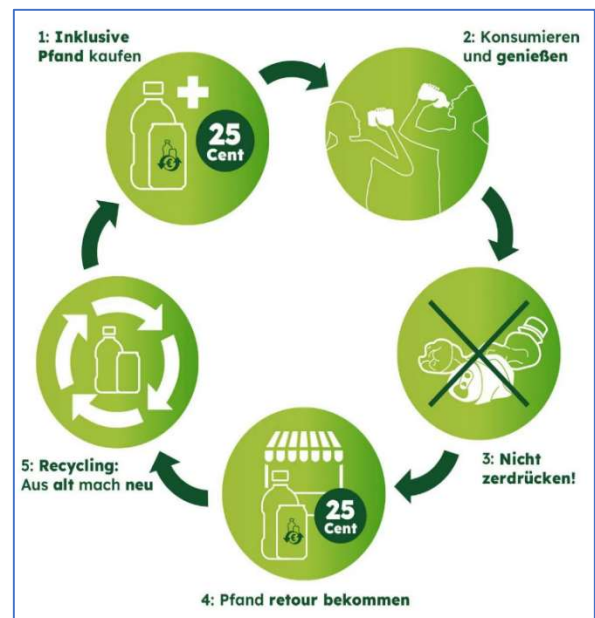 1: Inklusive
Pfand kaufen
25
Cent
2: Konsumieren
und genießen
3: Nicht
zerdrücken!
25
Cent
4: Pfand retour bekommen
5: Recycling:
Aus alt mach neu